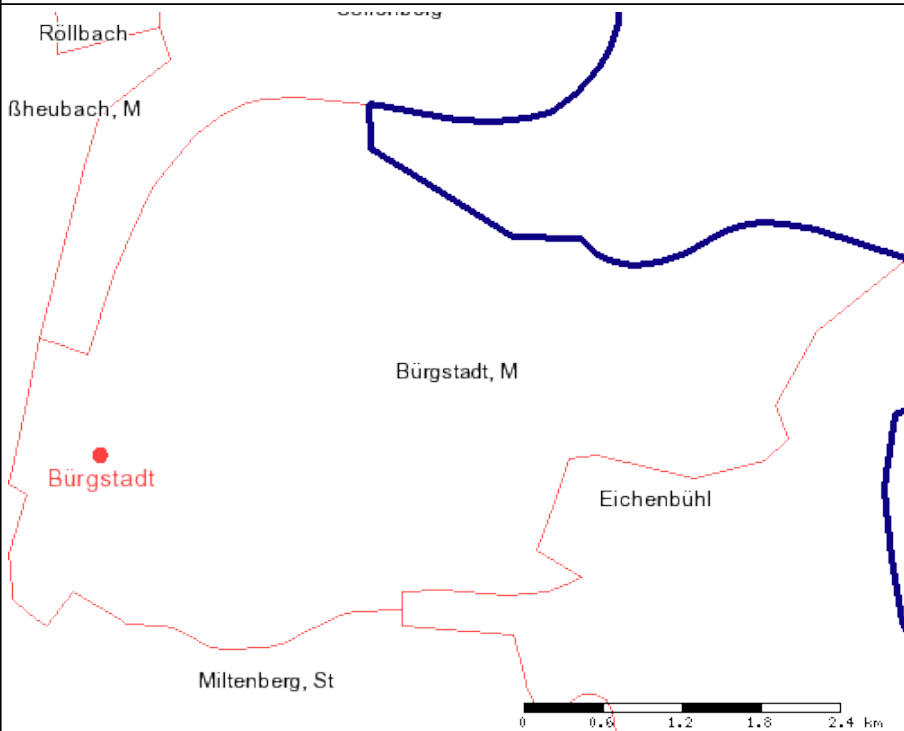 Röllbach
ßheubach, M
Bürgstadt, M
Bürgstadt
Eichenbühl
Miltenberg, St
0 0.6 1.2 1.8 2.4 km